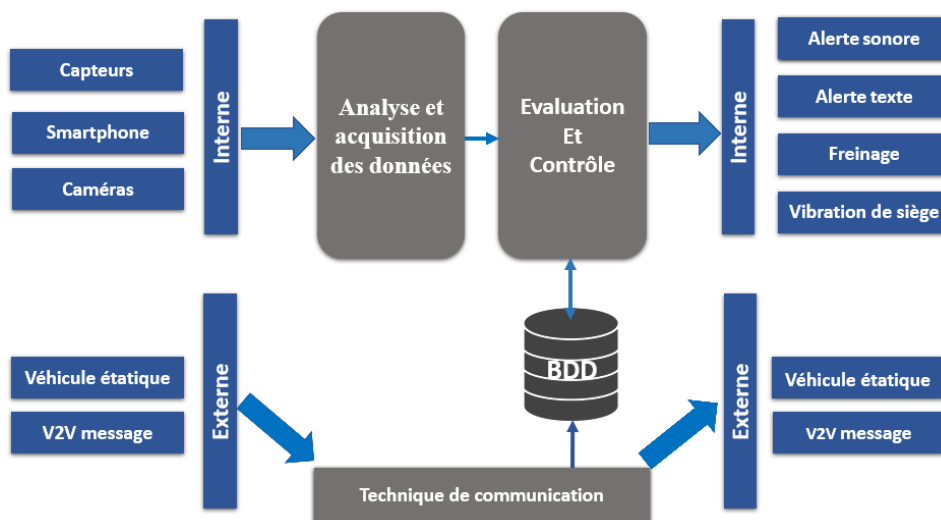 Capteurs
Smartphone
Caméras
Interne
Analyse et
acquisition
des données
Evaluation
Et
Contrôle
Interne
Alerte sonore
Alerte texte
Freinage
Vibration de siège
Véhicule étatique
V2V message
Externe
BDD
Technique de communication
Externe
Véhicule étatique
V2V message